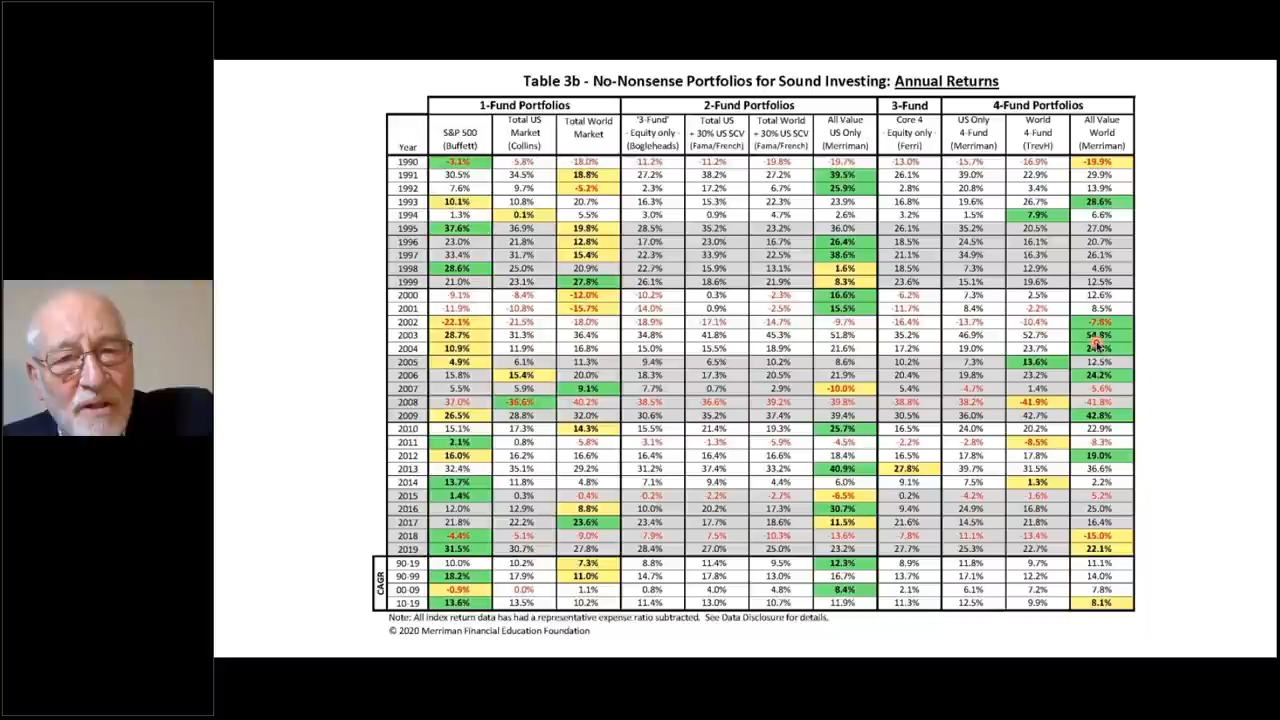 Table 3b - No-Nonsense Portfolios for Sound Investing: Annual Returns
1-Fund Portfolios 2-Fund Portfolios 3-Fund 4-Fund Portfolios
Total US Total World '3-Fund' Total US Total World All Value Core 4 US Only World All Value
S&P 500 Market Market - Equity only - + 30% US SCV + 30% US SCV US Only - Equity only - 4-Fund 4-Fund World
Year (Buffett) (Collins) (Bogleheads) (Fama/French) (Fama/French) (Merriman) (Ferri) (Merriman) (TrevH) (Merriman)
1990 -3.1% -5.8% -18.0% -11.2% -11.2% -19.8% -19.7% -13.0% -15.7% -16.9% -19.9%
1991 30.5% 34.5% 18.8% 27.2% 38.2% 27.2% 39.5% 26.1% 39.0% 22.9% 29.9%
1992 7.6% 9.7% -5.2% 2.3% 17.2% 6.7% 25.9% 2.8% 20.8% 3.4% 13.9%
1993 10.1% 10.8% 20.7% 16.3% 15.3% 22.3% 23.9% 16.8% 19.6% 26.7% 28.6%
1994 1.3% 0.1% 5.5% 3.0% 0.9% 4.7% 2.6% 3.2% 1.5% 7.9% 6.6%
1995 37.6% 36.9% 19.8% 28.5% 35.2% 23.2% 36.0% 26.1% 35.2% 20.5% 27.0%
1996 23.0% 21.8% 12.8% 17.0% 23.0% 16.7% 26.4% 18.5% 24.5% 16.1% 20.7%
1997 33.4% 31.7% 15.4% 22.3% 33.9% 22.5% 38.6% 21.1% 34.9% 16.3% 26.1%
1998 28.6% 25.0% 20.9% 22.7% 15.9% 13.1% 1.6% 18.5% 7.3% 12.9% 4.6%
1999 21.0% 23.1% 27.8% 26.1% 18.6% 21.9% 8.3% 23.6% 15.1% 19.6% 12.5%
2000 -9.1% -8.4% -12.0% -10.2% 0.3% -2.3% 16.6% -6.2% 7.3% 2.5% 12.6%
2001 -11.9% -10.8% -15.7% -14.0% 0.9% -2.5% 15.5% -11.7% 8.4% -2.2% 8.5%
2002 -22.1% -21.5% -18.0% -18.9% -17.1% -14.7% -9.7% -16.4% -13.7% -10.4% -7.8%
2003 28.7% 31.3% 36.4% 34.8% 41.8% 45.3% 51.8% 35.2% 46.9% 52.7%
2004 10.9% 11.9% 16.8% 15.0% 15.5% 18.9% 21.6% 17.2% 19.0% 23.7%
2005 4.9% 6.1% 11.3% 9.4% 6.5% 10.2% 8.6% 10.2% 7.3% 13.6% 12.5%
2006 15.8% 15.4% 20.0% 18.3% 17.3% 20.5% 21.9% 20.4% 19.8% 23.2% 24.2%
2007 5.5% 5.9% 9.1% 7.7% 0.7% 2.9% -10.0% 5.4% -4.7% 1.4% -5.6%
2008 37.0% -36.6% -40.2% -38.5% 36.6% 39.2% -39.8% -38.8% -38.2% -41.9% -41.8%
2009 26.5% 28.8% 32.0% 30.6% 35.2% 37.4% 39.4% 30.5% 36.0% 42.7% 42.8%
2010 15.1% 17.3% 14.3% 15.5% 21.4% 19.3% 25.7% 16.5% 24.0% 20.2% 22.9%
2011 2.1% 0.8% -5.8% -3.1% -1.3% -5.9% -4.5% -2.2% -2.8% -8.5% -8.3%
2012 16.0% 16.2% 16.6% 16.4% 16.4% 16.6% 18.4% 16.5% 17.8% 17.8% 19.0%
2013 32.4% 35.1% 29.2% 31.2% 37.4% 33.2% 40.9% 27.8% 39.7% 31.5% 36.6%
2014 13.7% 11.8% 4.8% 7.1% 9.4% 4.4% 6.0% 9.1% 7.5% 1.3% 2.2%
2015 1.4% 0.3% -0.4% -0.2% -2.2% -2.7% -6.5% 0.2% -4.2% -1.6% 5.2%
2016 12.0% 12.9% 8.8% 10.0% 20.2% 17.3% 30.7% 9.4% 24.9% 16.8% 25.0%
2017 21.8% 22.2% 23.6% 23.4% 17.7% 18.6% 11.5% 21.6% 14.5% 21.8% 16.4%
2018 -4.4% 5.1% -9.0% 7.9% 7.5% -10.3% -13.6% 7.8% 11.1% -13.4% -15.0%
2019 31.5% 30.7% 27.8% 28.4% 27.0% 25.0% 23.2% 27.7% 25.3% 22.7% 22.1%
CAGR
90-19 10.0% 10.2% 7.3% 8.8% 11.4% 9.5% 12.3% 8.9% 11.8% 9.7% 11.1%
90-99 18.2% 17.9% 11.0% 14.7% 17.8% 13.0% 16.7% 13.7% 17.1% 12.2% 14.0%
00-09 -0.9% 0.0% 1.1% 0.8% 4.0% 4.8% 8.4% 2.1% 6.1% 7.2% 7.8%
10-19 13.6% 13.5% 10.2% 11.4% 13.0% 10.7% 11.9% 11.3% 12.5% 9.9% 8.1%
Note: All index return data has had a representative expense ratio subtracted. See Data Disclosure for details.
© 2020 Merriman Financial Education Foundation